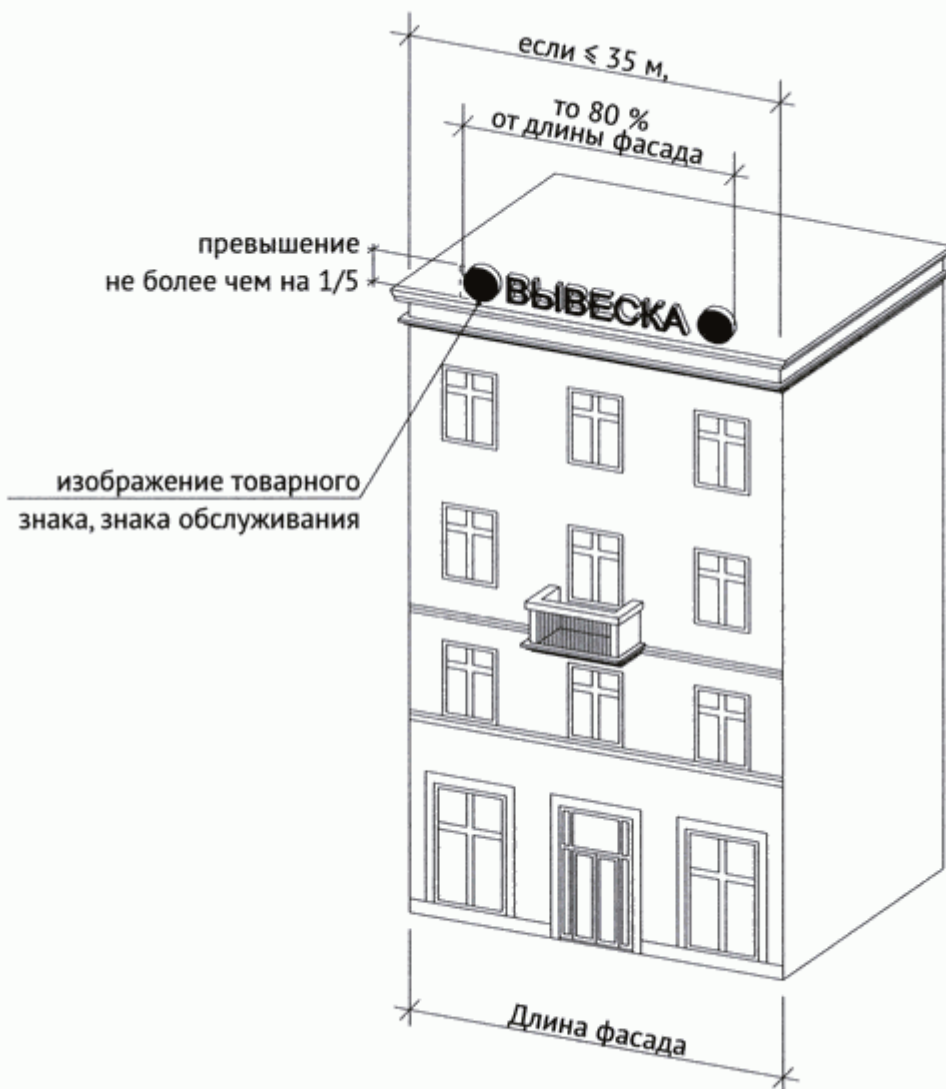 если ⩽ 35 м,
то 80 %
от длины фасада
превышение
не более чем на 1/5
ВЫВЕСКА
изображение товарного
знака, знака обслуживания
Длина фасада